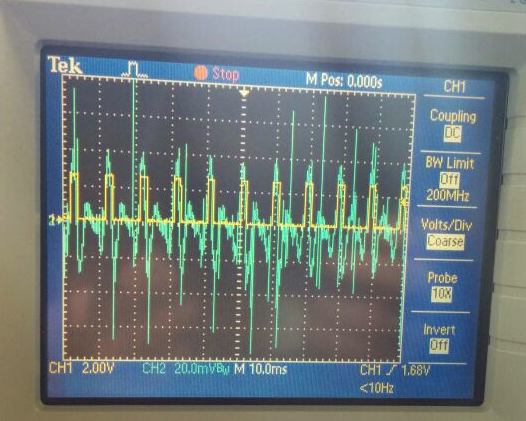 Tek
Stop
M Pos: 0.000s
CH1
Coupling
DC
BW Limit
Off
200MHz
Volts/Div
Coarse
Probe
10X
Invert
Off
CH1 2.00V CH2 20.0mVBW M 10.0ms CH1 / 1.68V
<10Hz